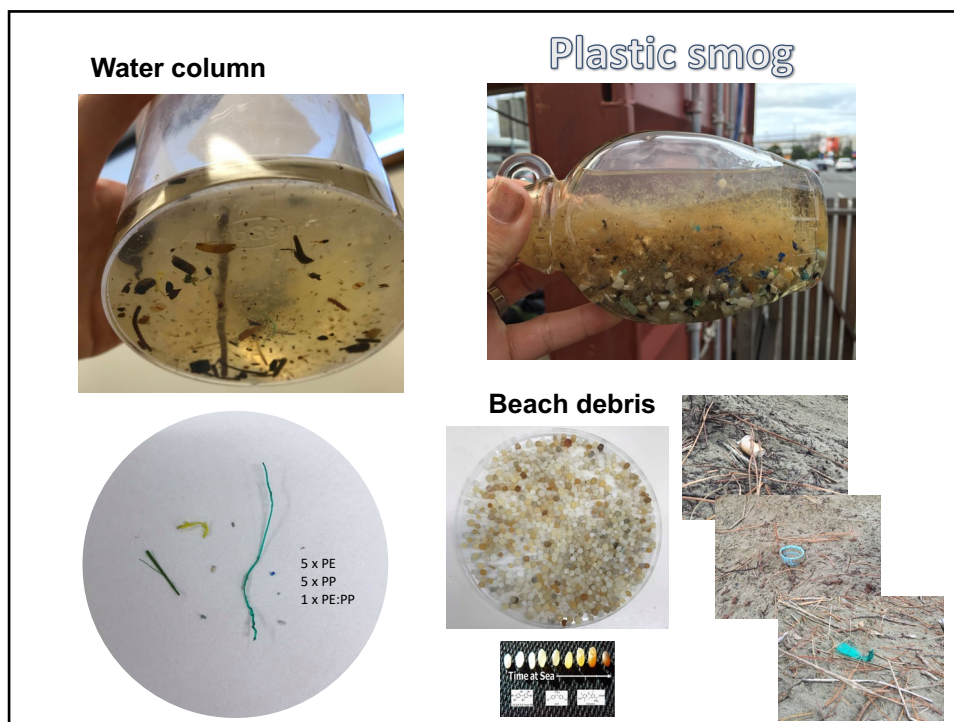 Plastic smog
Water column
5 x PE
5 x PP
1 x PE:PP
Beach debris
Time at Sea